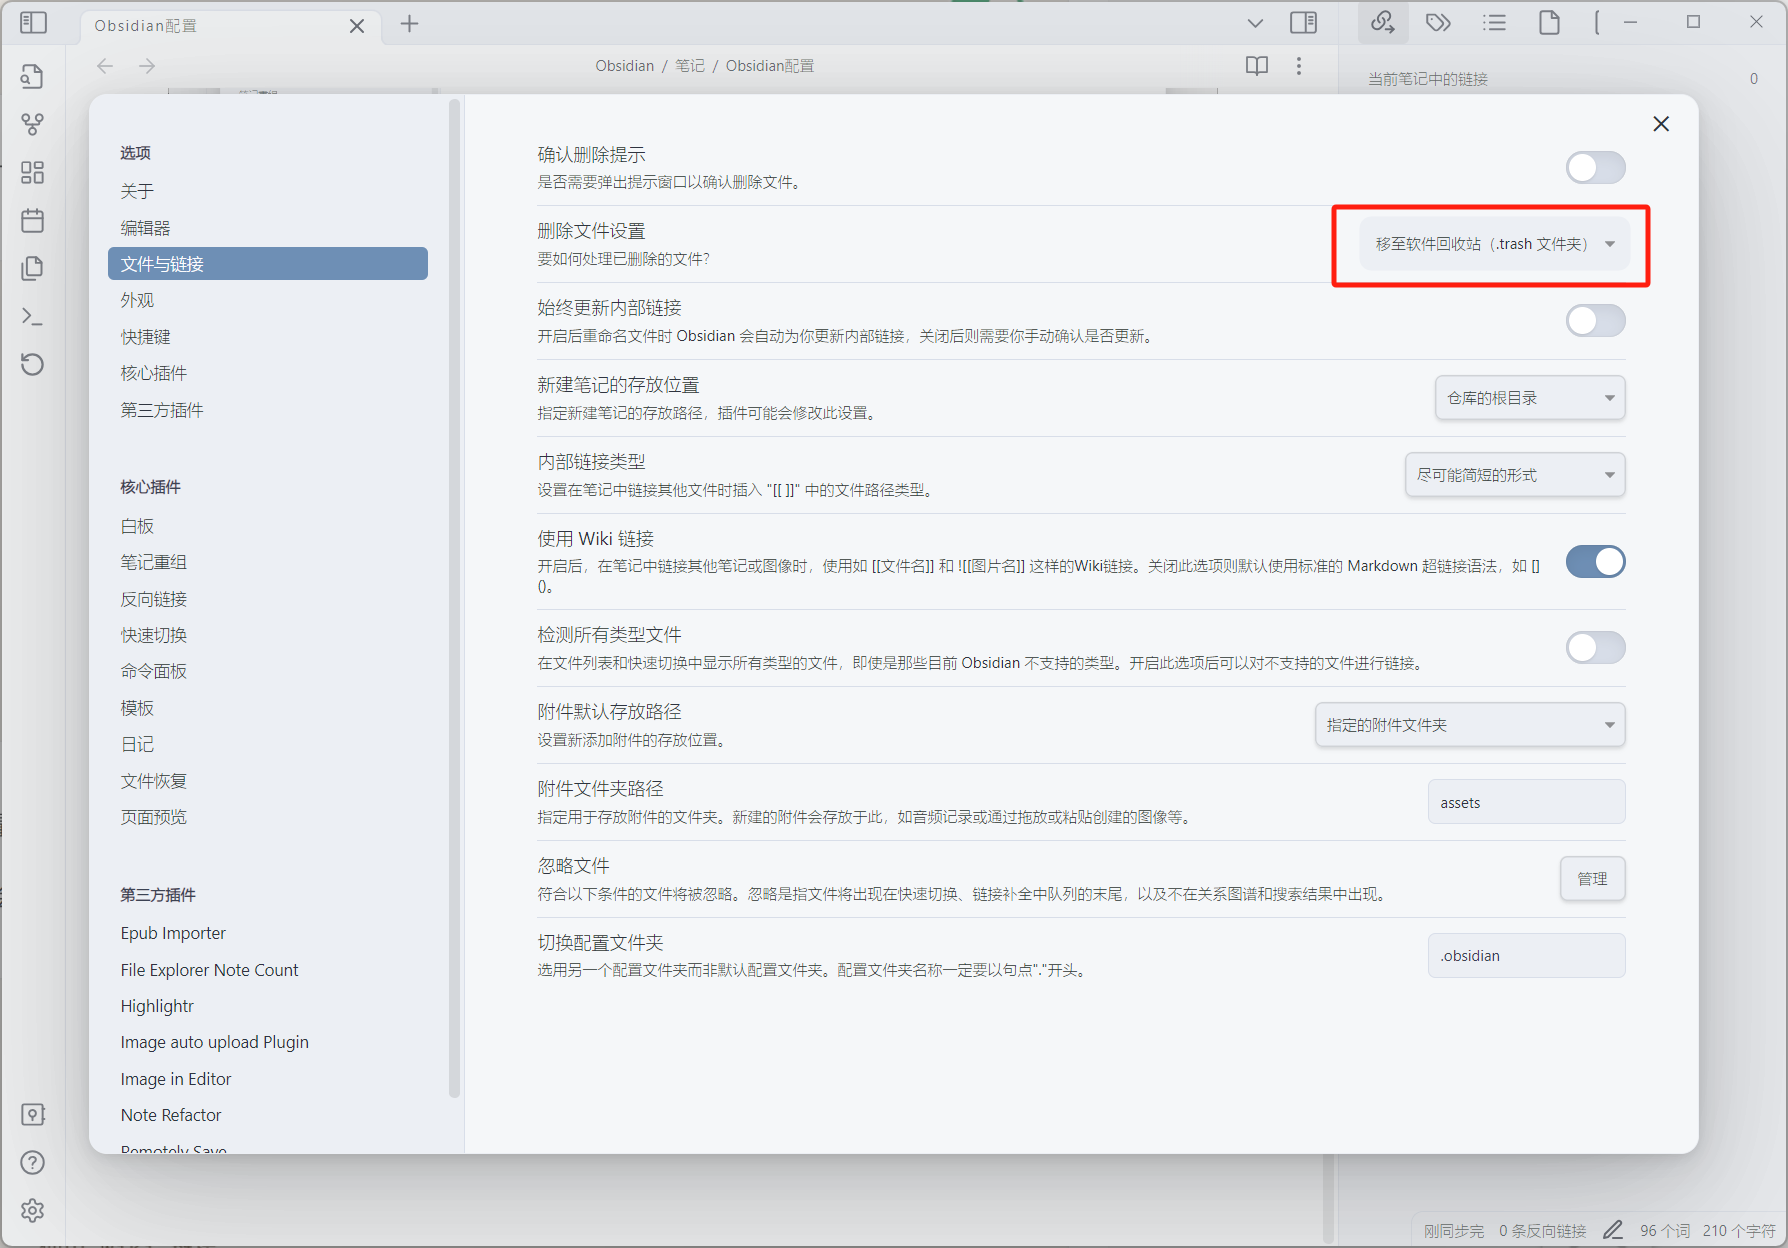 Obsidian配置
Obsidian / 笔记 / Obsidian配置
当前笔记中的链接
0
选项
关于
编辑器
文件与链接
外观
快捷键
核心插件
第三方插件
核心插件
白板
笔记重组
反向链接
快速切换
命令面板
模板
日记
文件恢复
页面预览
第三方插件
Epub Importer
File Explorer Note Count
Highlightr
Image auto upload Plugin
Image in Editor
Note Refactor
Remotely Save
确认删除提示
是否需要弹出提示窗口以确认删除文件。
删除文件设置
要如何处理已删除的文件?
移至软件回收站（.trash 文件夹）
始终更新内部链接
开启后重命名文件时 Obsidian 会自动为你更新内部链接，关闭后则需要你手动确认是否更新。
新建笔记的存放位置
指定新建笔记的存放路径，插件可能会修改此设置。
仓库的根目录
内部链接类型
设置在笔记中链接其他文件时插入 "[[ ]]" 中的文件路径类型。
尽可能简短的形式
使用 Wiki 链接
开启后，在笔记中链接其他笔记或图像时，使用如 [[文件名]] 和 ![[图片名]] 这样的Wiki链接。关闭此选项则默认使用标准的 Markdown 超链接语法，如 []
()。
检测所有类型文件
在文件列表和快速切换中显示所有类型的文件，即使是那些目前 Obsidian 不支持的类型。开启此选项后可以对不支持的文件进行链接。
附件默认存放路径
设置新添加附件的存放位置。
指定的附件文件夹
附件文件夹路径
指定用于存放附件的文件夹。新建的附件会存放于此，如音频记录或通过拖放或粘贴创建的图像等。
assets
忽略文件
符合以下条件的文件将被忽略。忽略是指文件将出现在快速切换、链接补全中队列的末尾，以及不在关系图谱和搜索结果中出现。
管理
切换配置文件夹
选用另一个配置文件夹而非默认配置文件夹。配置文件夹名称一定要以句点"."开头。
.obsidian
刚同步完 0 条反向链接 96 个词 210 个字符